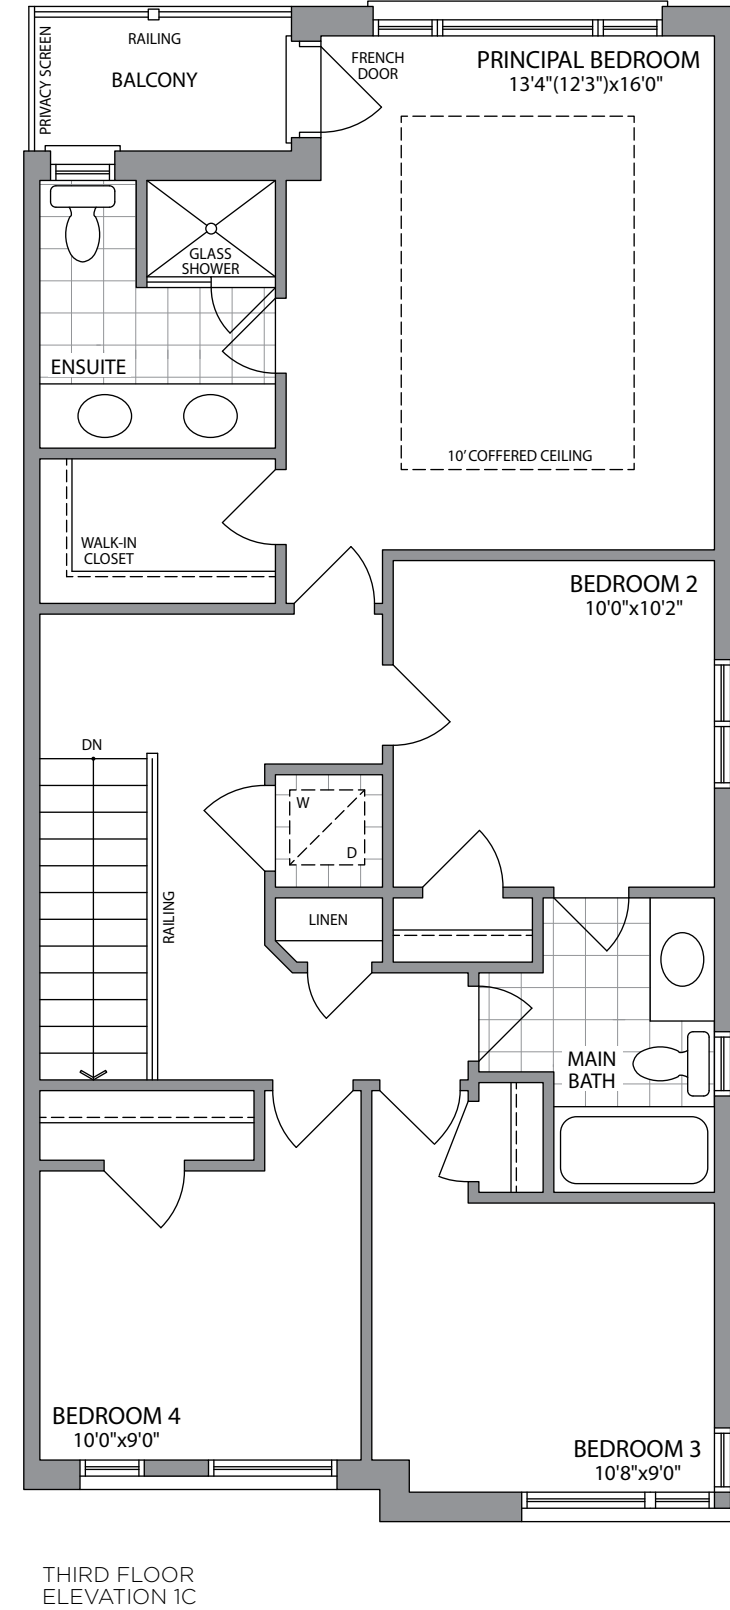 PRIVACY SCREEN
RAILING
BALCONY
FRENCH
DOOR
PRINCIPAL BEDROOM
13'4"(12'3")x16'0"
GLASS
SHOWER
ENSUITE
10' COFFERED CEILING
WALK-IN
CLOSET
BEDROOM 2
10'0"x10'2"
DN
W
D
RAILING
LINEN
MAIN
BATH
BEDROOM 4
10'0"x9'0"
BEDROOM 3
10'8"x9'0"
THIRD FLOOR
ELEVATION 1C